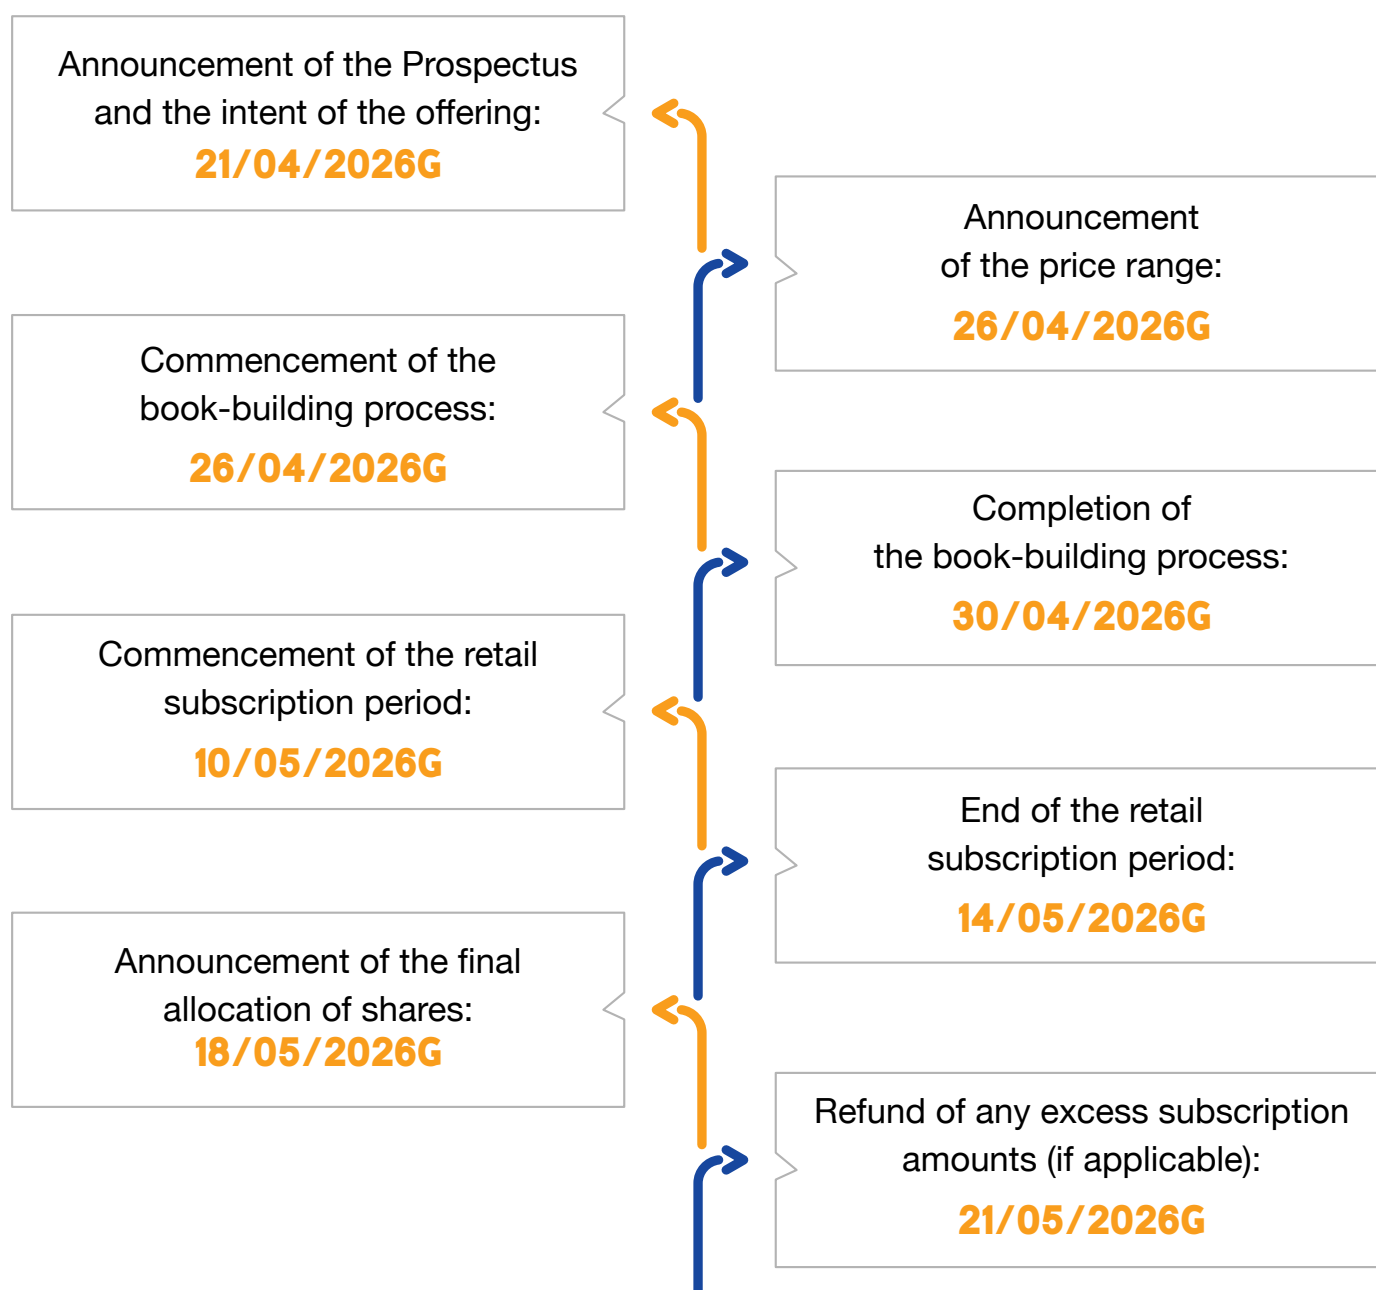 Announcement of the Prospectus
and the intent of the offering:
21/04/2026G
Announcement
of the price range:
26/04/2026G
Commencement of the
book-building process:
26/04/2026G
Completion of
the book-building process:
30/04/2026G
Commencement of the retail
subscription period:
10/05/2026G
End of the retail
subscription period:
14/05/2026G
Announcement of the final
allocation of shares:
18/05/2026G
Refund of any excess subscription
amounts (if applicable):
21/05/2026G